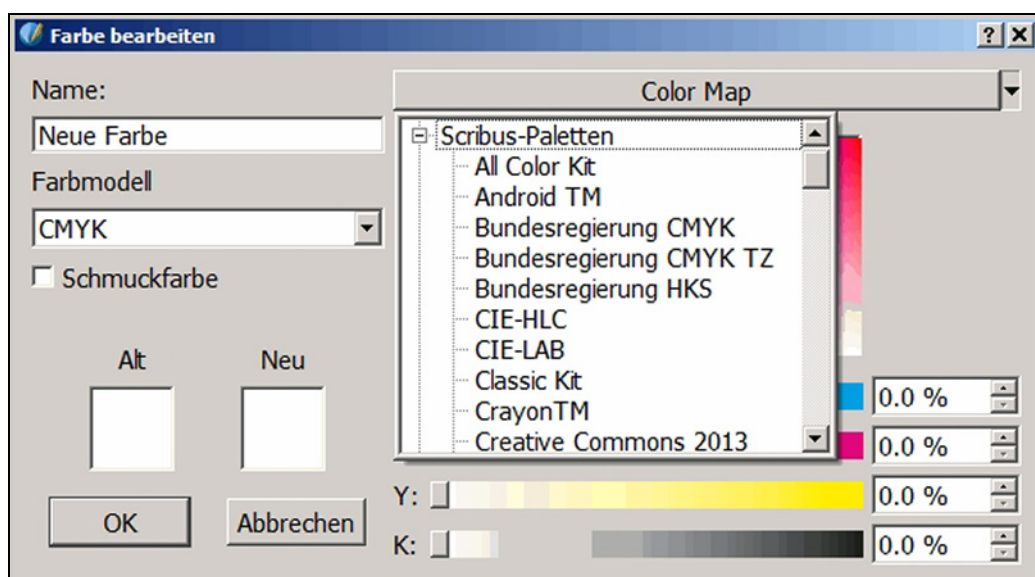 Farbe bearbeiten
Name:
Neue Farbe
Farbmodell
CMYK
Schmuckfarbe
Alt
Neu
OK
Abbrechen
Color Map
Scribus-Paletten
All Color Kit
Android TM
Bundesregierung CMYK
Bundesregierung CMYK TZ
Bundesregierung HKS
CIE-HLC
CIE-LAB
Classic Kit
CrayonTM
Creative Commons 2013
0.0 %
0.0 %
Y: 0.0 %
K: 0.0 %